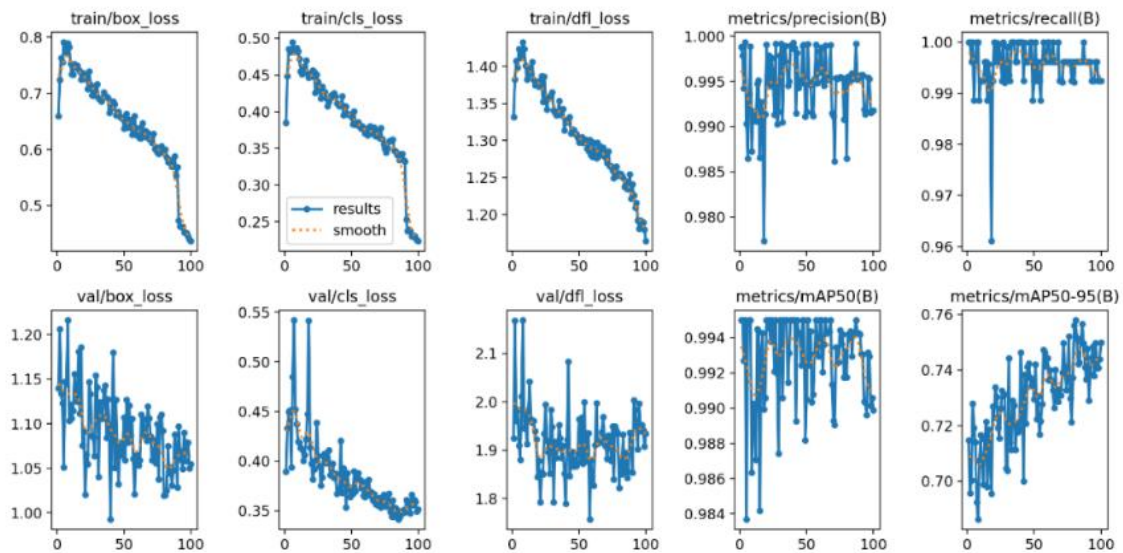 train/box_loss
train/cls_loss
train/dfl_loss
metrics/precision(B)
metrics/recall(B)
0.8
0.7
0.6
0.5
0 50 100
0.50
0.45
0.40
0.35
0.30
0.25
results
smooth
0 50 100
1.40
1.35
1.30
1.25
1.20
0 50 100
1.000
0.995
0.990
0.985
0.980
0 50 100
1.00
0.99
0.98
0.97
0.96
0 50 100
val/box_loss
val/cls_loss
val/dfl_loss
metrics/mAP50(B)
metrics/mAP50-95(B)
1.20
1.15
1.10
1.05
1.00
0 50 100
0.55
0.50
0.45
0.40
0.35
0 50 100
2.1
2.0
1.9
1.8
0 50 100
0.994
0.992
0.990
0.988
0.986
0.984
0 50 100
0.76
0.74
0.72
0.70
0 50 100